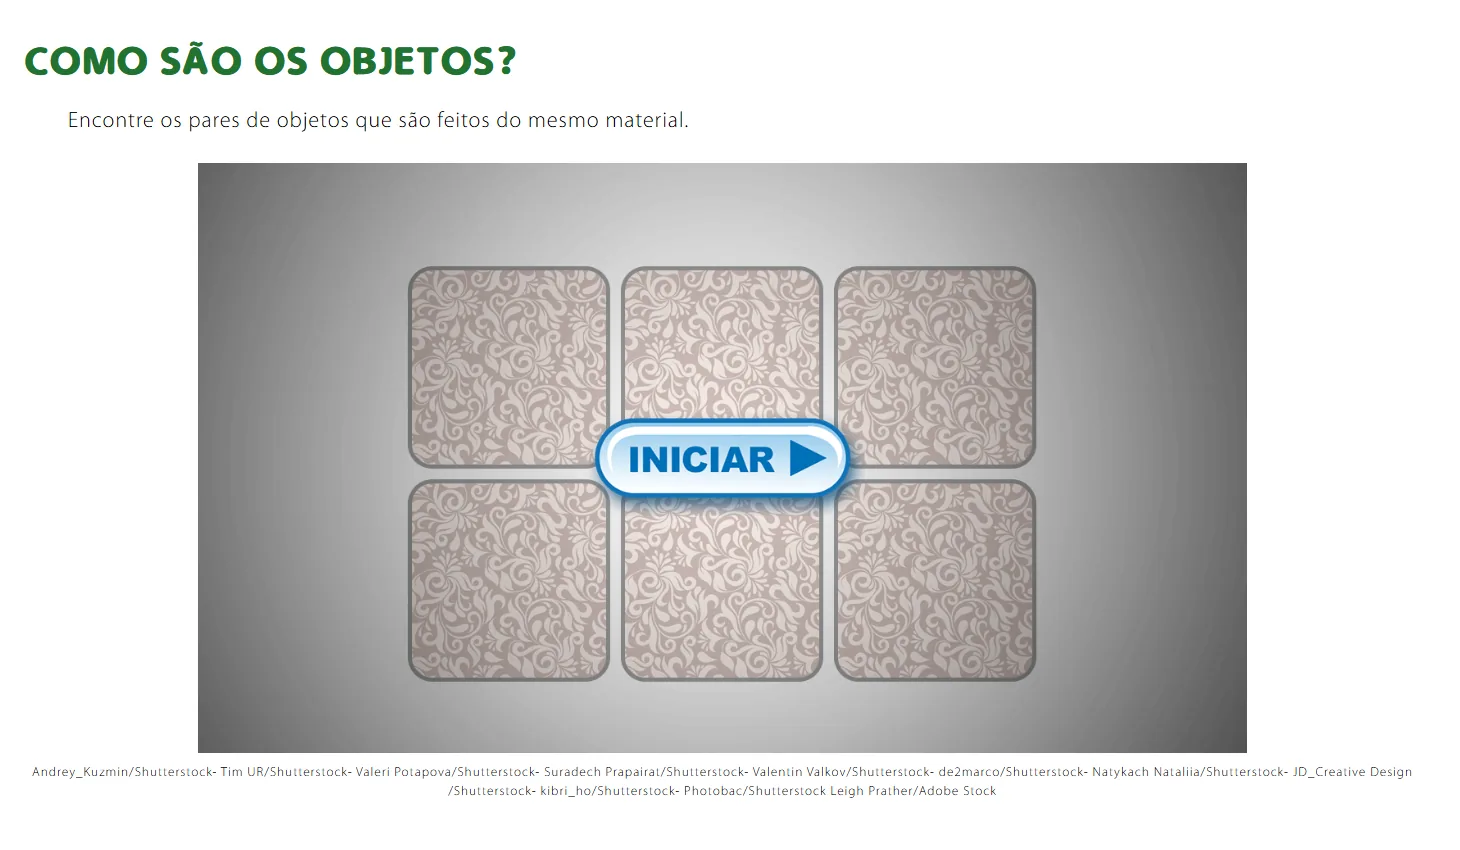 COMO SÃO OS OBJETOS?
Encontre os pares de objetos que são feitos do mesmo material.
INICIAR
Andrey_Kuzmin/Shutterstock- Tim UR/Shutterstock- Valeri Potapova/Shutterstock- Suradech Prapairat/Shutterstock- Valentin Valkov/Shutterstock- de2marco/Shutterstock- Natykach Nataliia/Shutterstock- JD_Creative Design
/Shutterstock- kibri_ho/Shutterstock- Photobac/Shutterstock Leigh Prather/Adobe Stock